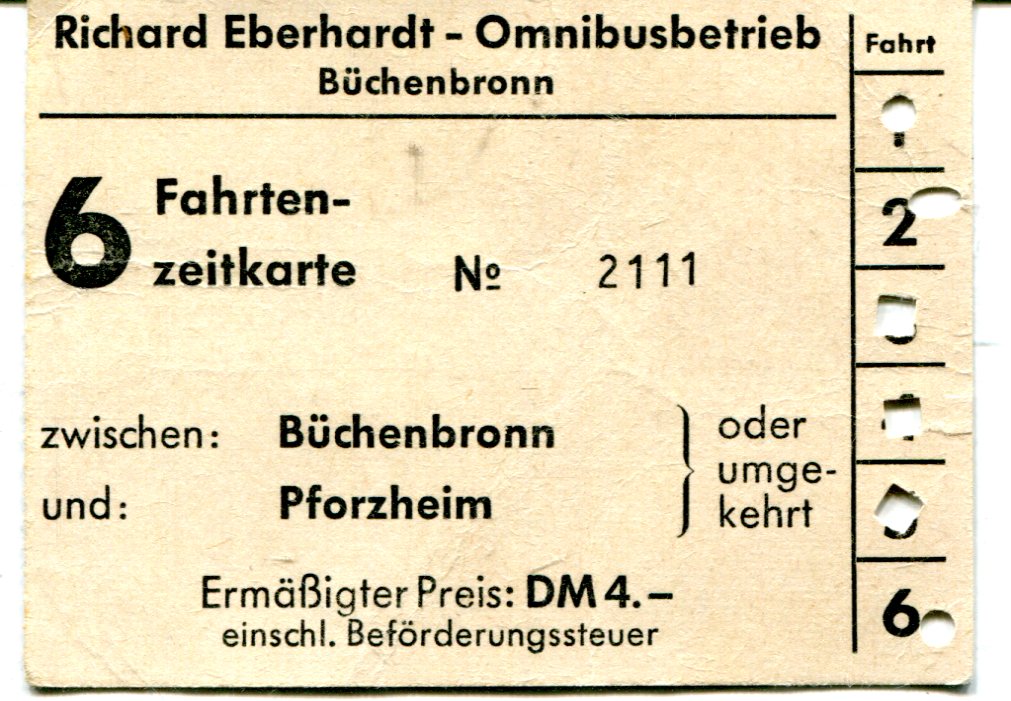 Richard Eberhardt - Omnibusbetrieb
Büchenbronn
6 Fahrten-
zeitkarte № 2111
zwischen: Büchenbronn
und: Pforzheim
oder
umge-
kehrt
Ermäßigter Preis: DM 4.–
einschl. Beförderungssteuer
Fahrt
2
6